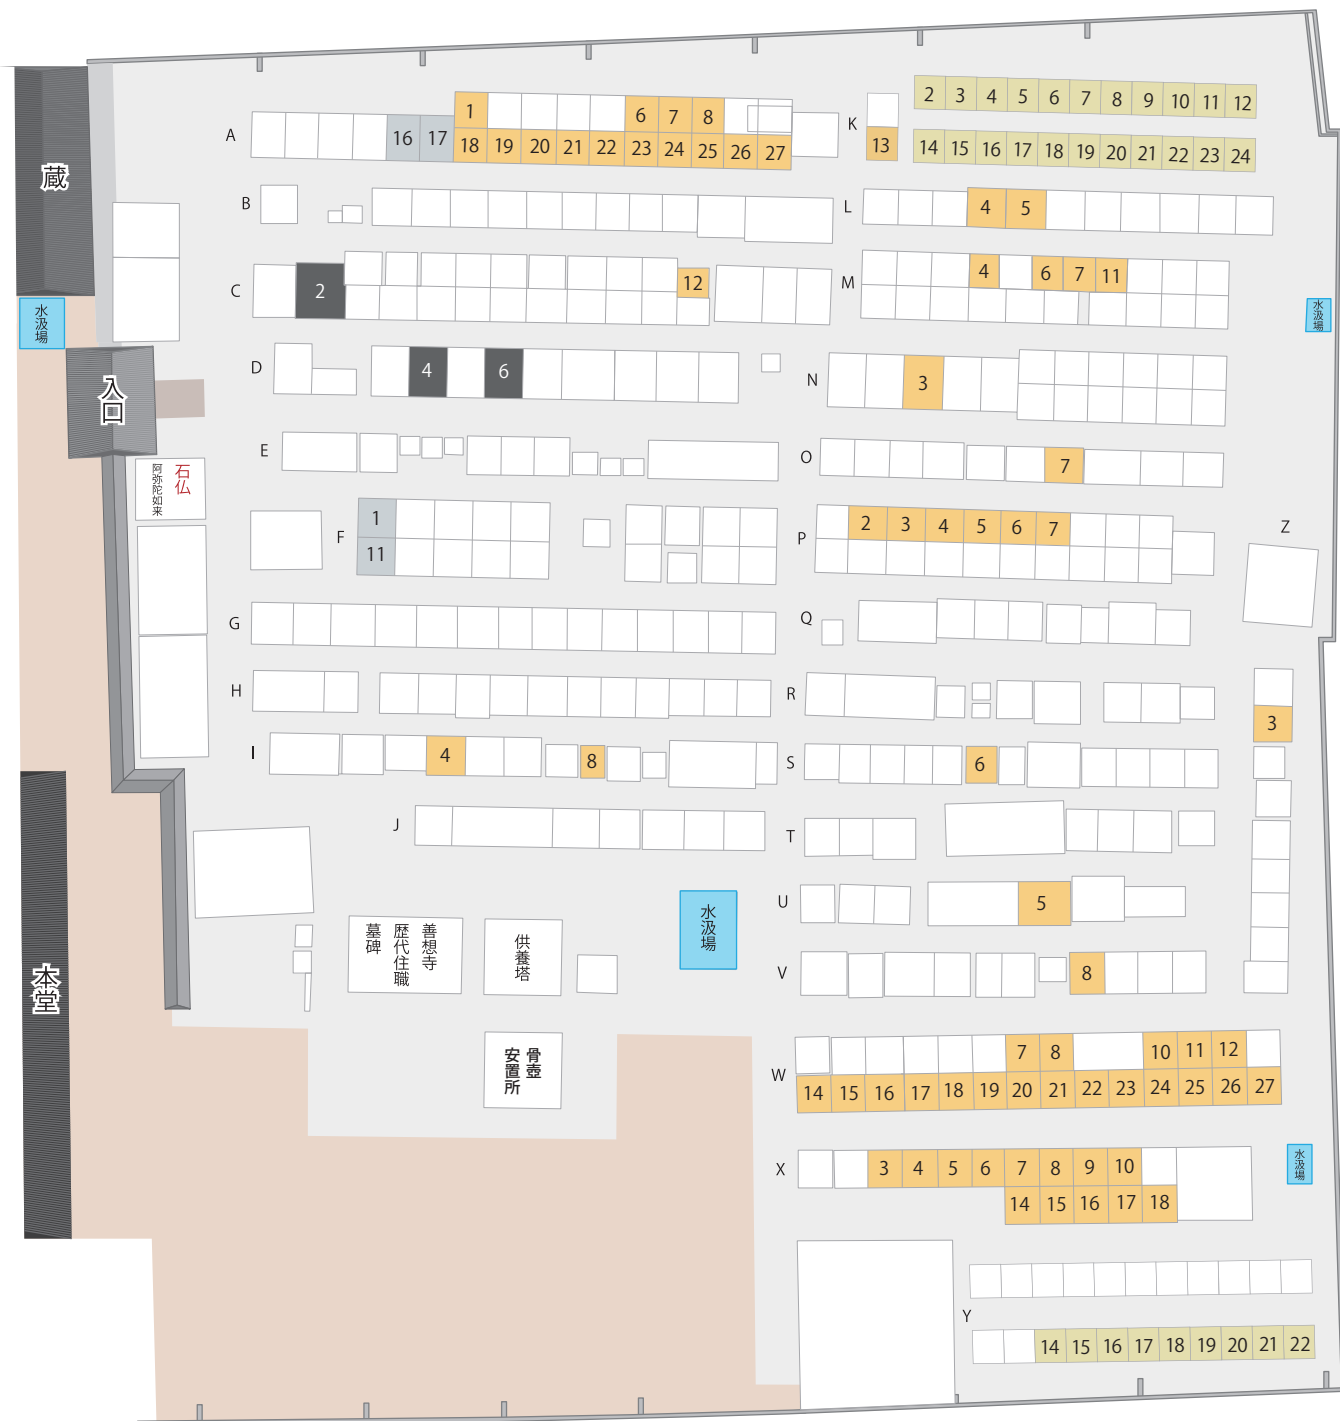 蔵
水汲場
入口
石仏
阿弥陀如来
本堂
A
1 6 7 8
16 17 18 19 20 21 22 23 24 25 26 27
B
C
2 12
D
4 6
E
F
1
11
G
H
I
4 8
J
善想寺
歴代住職
墓碑
供養塔
骨壺
安置所
水汲場
K
2 3 4 5 6 7 8 9 10 11 12
13 14 15 16 17 18 19 20 21 22 23 24
L
4 5
M
4 6 7 11
水汲場
N
3
O
7
P
2 3 4 5 6 7
Q
Z
3
R
S
6
T
U
5
V
8
W
7 8 10 11 12
14 15 16 17 18 19 20 21 22 23 24 25 26 27
X
3 4 5 6 7 8 9 10
14 15 16 17 18
水汲場
Y
14 15 16 17 18 19 20 21 22